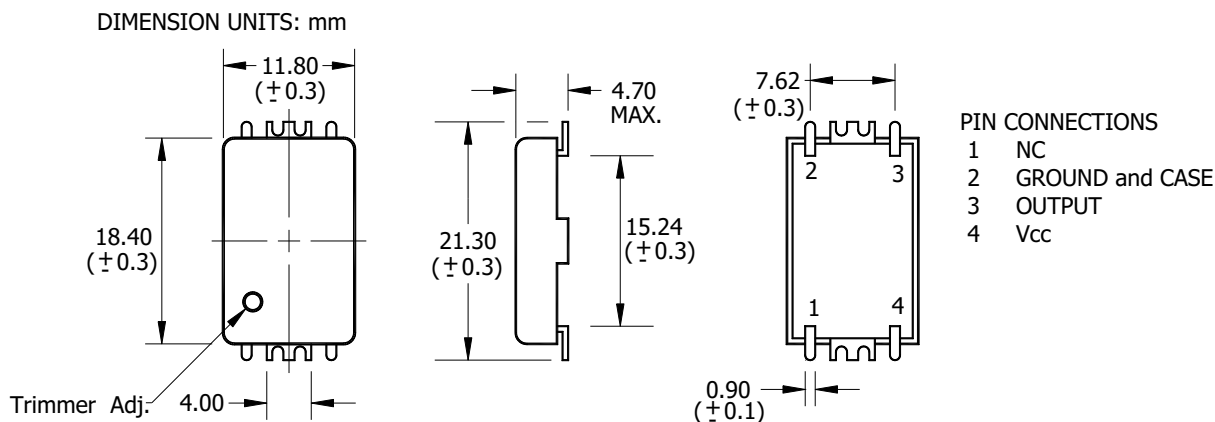 DIMENSION UNITS: mm
11.80
(±0.3)
18.40
(±0.3)
Trimmer Adj.
4.00
4.70
MAX.
21.30
(±0.3)
15.24
(±0.3)
7.62
(±0.3)
2
3
1
4
0.90
(±0.1)
PIN CONNECTIONS
1 NC
2 GROUND and CASE
3 OUTPUT
4 Vcc